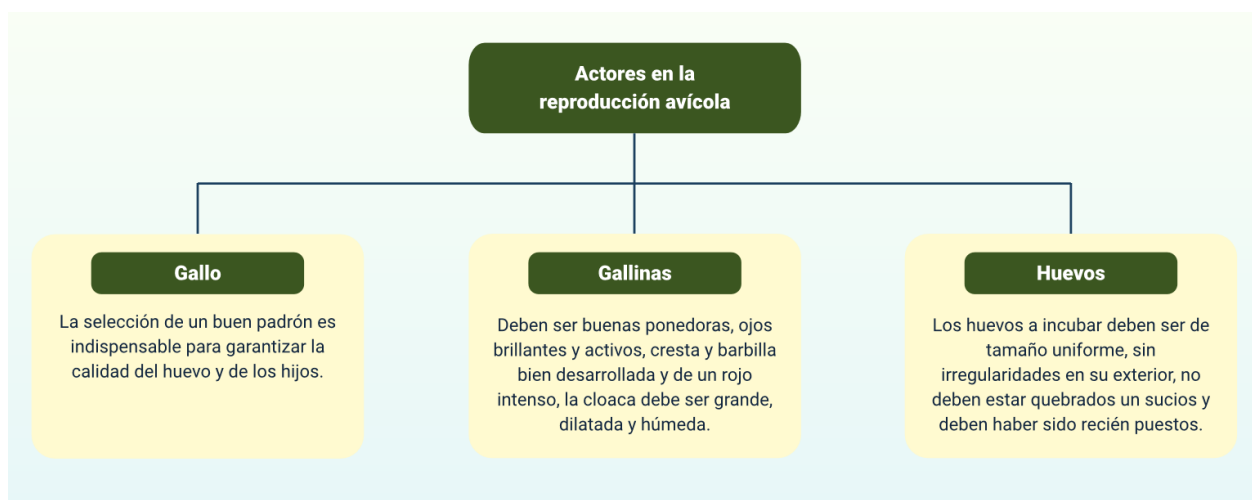 Actores en la
reproducción avícola
Gallo
La selección de un buen padrón es
indispensable para garantizar la
calidad del huevo y de los hijos.
Gallinas
Deben ser buenas ponedoras, ojos
brillantes y activos, cresta y barbilla
bien desarrollada y de un rojo
intenso, la cloaca debe ser grande,
dilatada y húmeda.
Huevos
Los huevos a incubar deben ser de
tamaño uniforme, sin
irregularidades en su exterior, no
deben estar quebrados un sucios y
deben haber sido recién puestos.